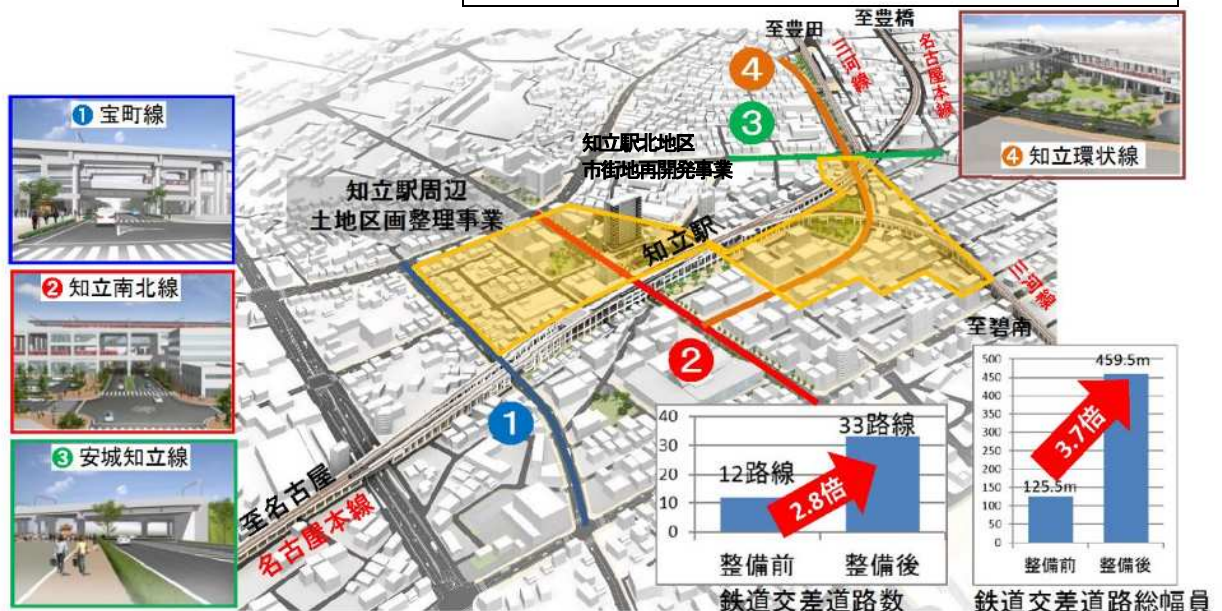 至豊田
至豊橋
三河線
名古屋本線
④
③
知立駅北地区
市街地再開発事業
知立駅周辺
土地区画整理事業
知立駅
①宝町線
②知立南北線
③安城知立線
④知立環状線
三河線
至碧南
②
①
至名古屋
名古屋本線
40
30
20
10
0
12路線
33路線
2.8倍
整備前
整備後
鉄道交差道路数
500
450
400
350
300
250
200
150
100
50
0
125.5m
459.5m
3.7倍
整備前
整備後
鉄道交差道路総幅員